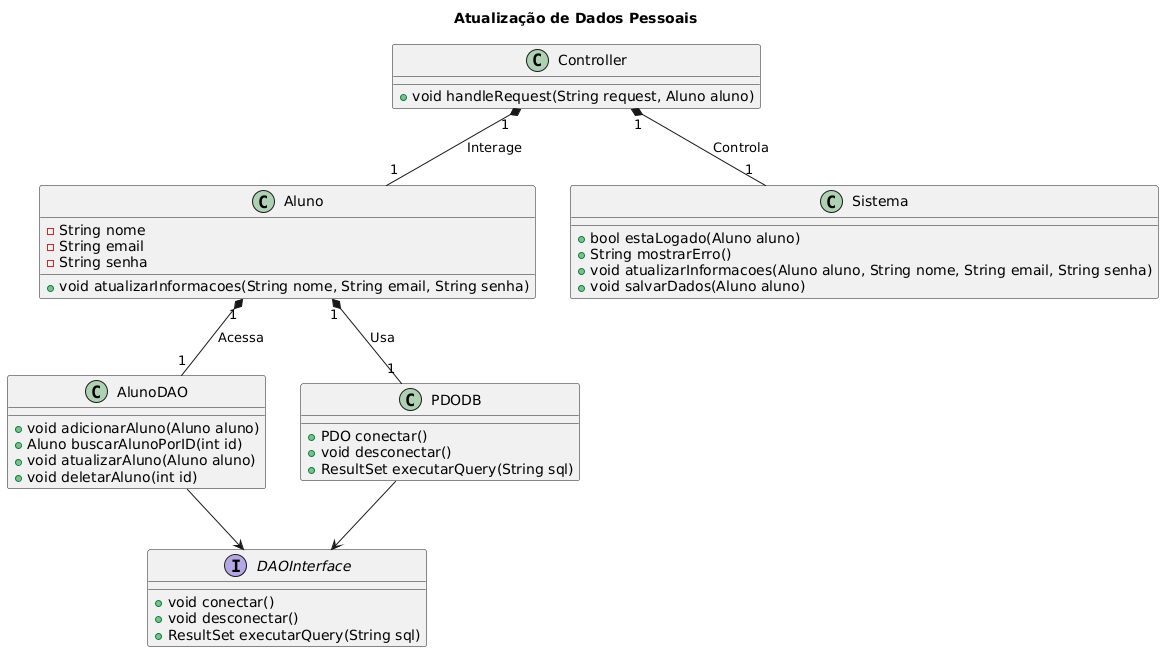 Atualização de Dados Pessoais
C Controller
void handleRequest(String request, Aluno aluno)
1
1
Interage
Controla
1
1
C Aluno
String nome
String email
String senha
void atualizarInformacoes(String nome, String email, String senha)
C Sistema
bool estaLogado(Aluno aluno)
String mostrarErro()
void atualizarInformacoes(Aluno aluno, String nome, String email, String senha)
void salvarDados(Aluno aluno)
1
1
Acessa
Usa
1
1
C AlunoDAO
void adicionarAluno(Aluno aluno)
Aluno buscarAlunoPorID(int id)
void atualizarAluno(Aluno aluno)
void deletarAluno(int id)
C PDODB
PDO conectar()
void desconectar()
ResultSet executarQuery(String sql)
I DAOInterface
void conectar()
void desconectar()
ResultSet executarQuery(String sql)